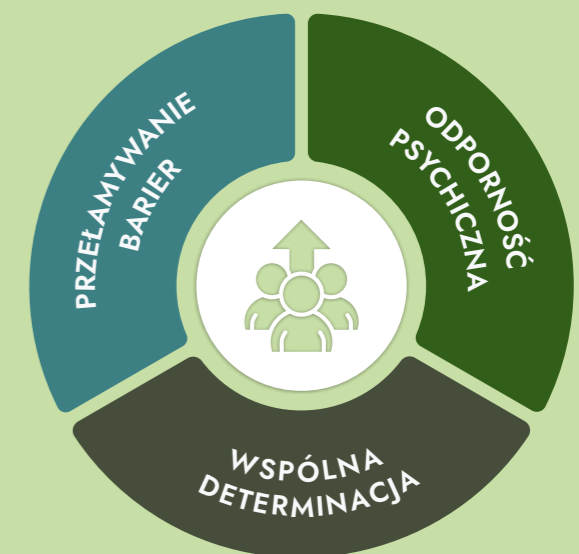 PRZEŁAMYWANIE
BARIER
ODPORNOŚĆ
PSYCHICZNA
WSPÓLNA
DETERMINACJA